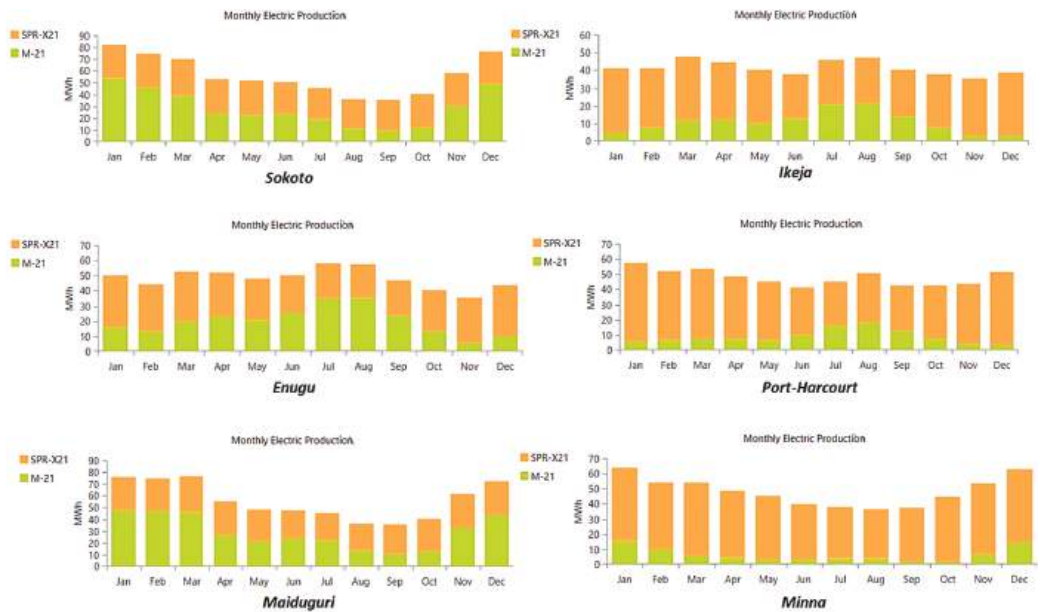 Monthly Electric Production
SPR-X21
M-21
MWh
90
80
70
60
50
40
30
20
10
0
Jan Feb Mar Apr May Jun Jul Aug Sep Oct Nov Dec
Sokoto
Monthly Electric Production
SPR-X21
M-21
MWh
60
50
40
30
20
10
0
Jan Feb Mar Apr May Jun Jul Aug Sep Oct Nov Dec
Ikeja
Monthly Electric Production
SPR-X21
M-21
MWh
70
60
50
40
30
20
10
0
Jan Feb Mar Apr May Jun Jul Aug Sep Oct Nov Dec
Enugu
Monthly Electric Production
SPR-X21
M-21
MWh
70
60
50
40
30
20
10
0
Jan Feb Mar Apr May Jun Jul Aug Sep Oct Nov Dec
Port-Harcourt
Monthly Electric Production
SPR-X21
M-21
MWh
90
80
70
60
50
40
30
20
10
0
Jan Feb Mar Apr May Jun Jul Aug Sep Oct Nov Dec
Maiduguri
Monthly Electric Production
SPR-X21
M-21
MWh
70
60
50
40
30
20
10
0
Jan Feb Mar Apr May Jun Jul Aug Sep Oct Nov Dec
Minna